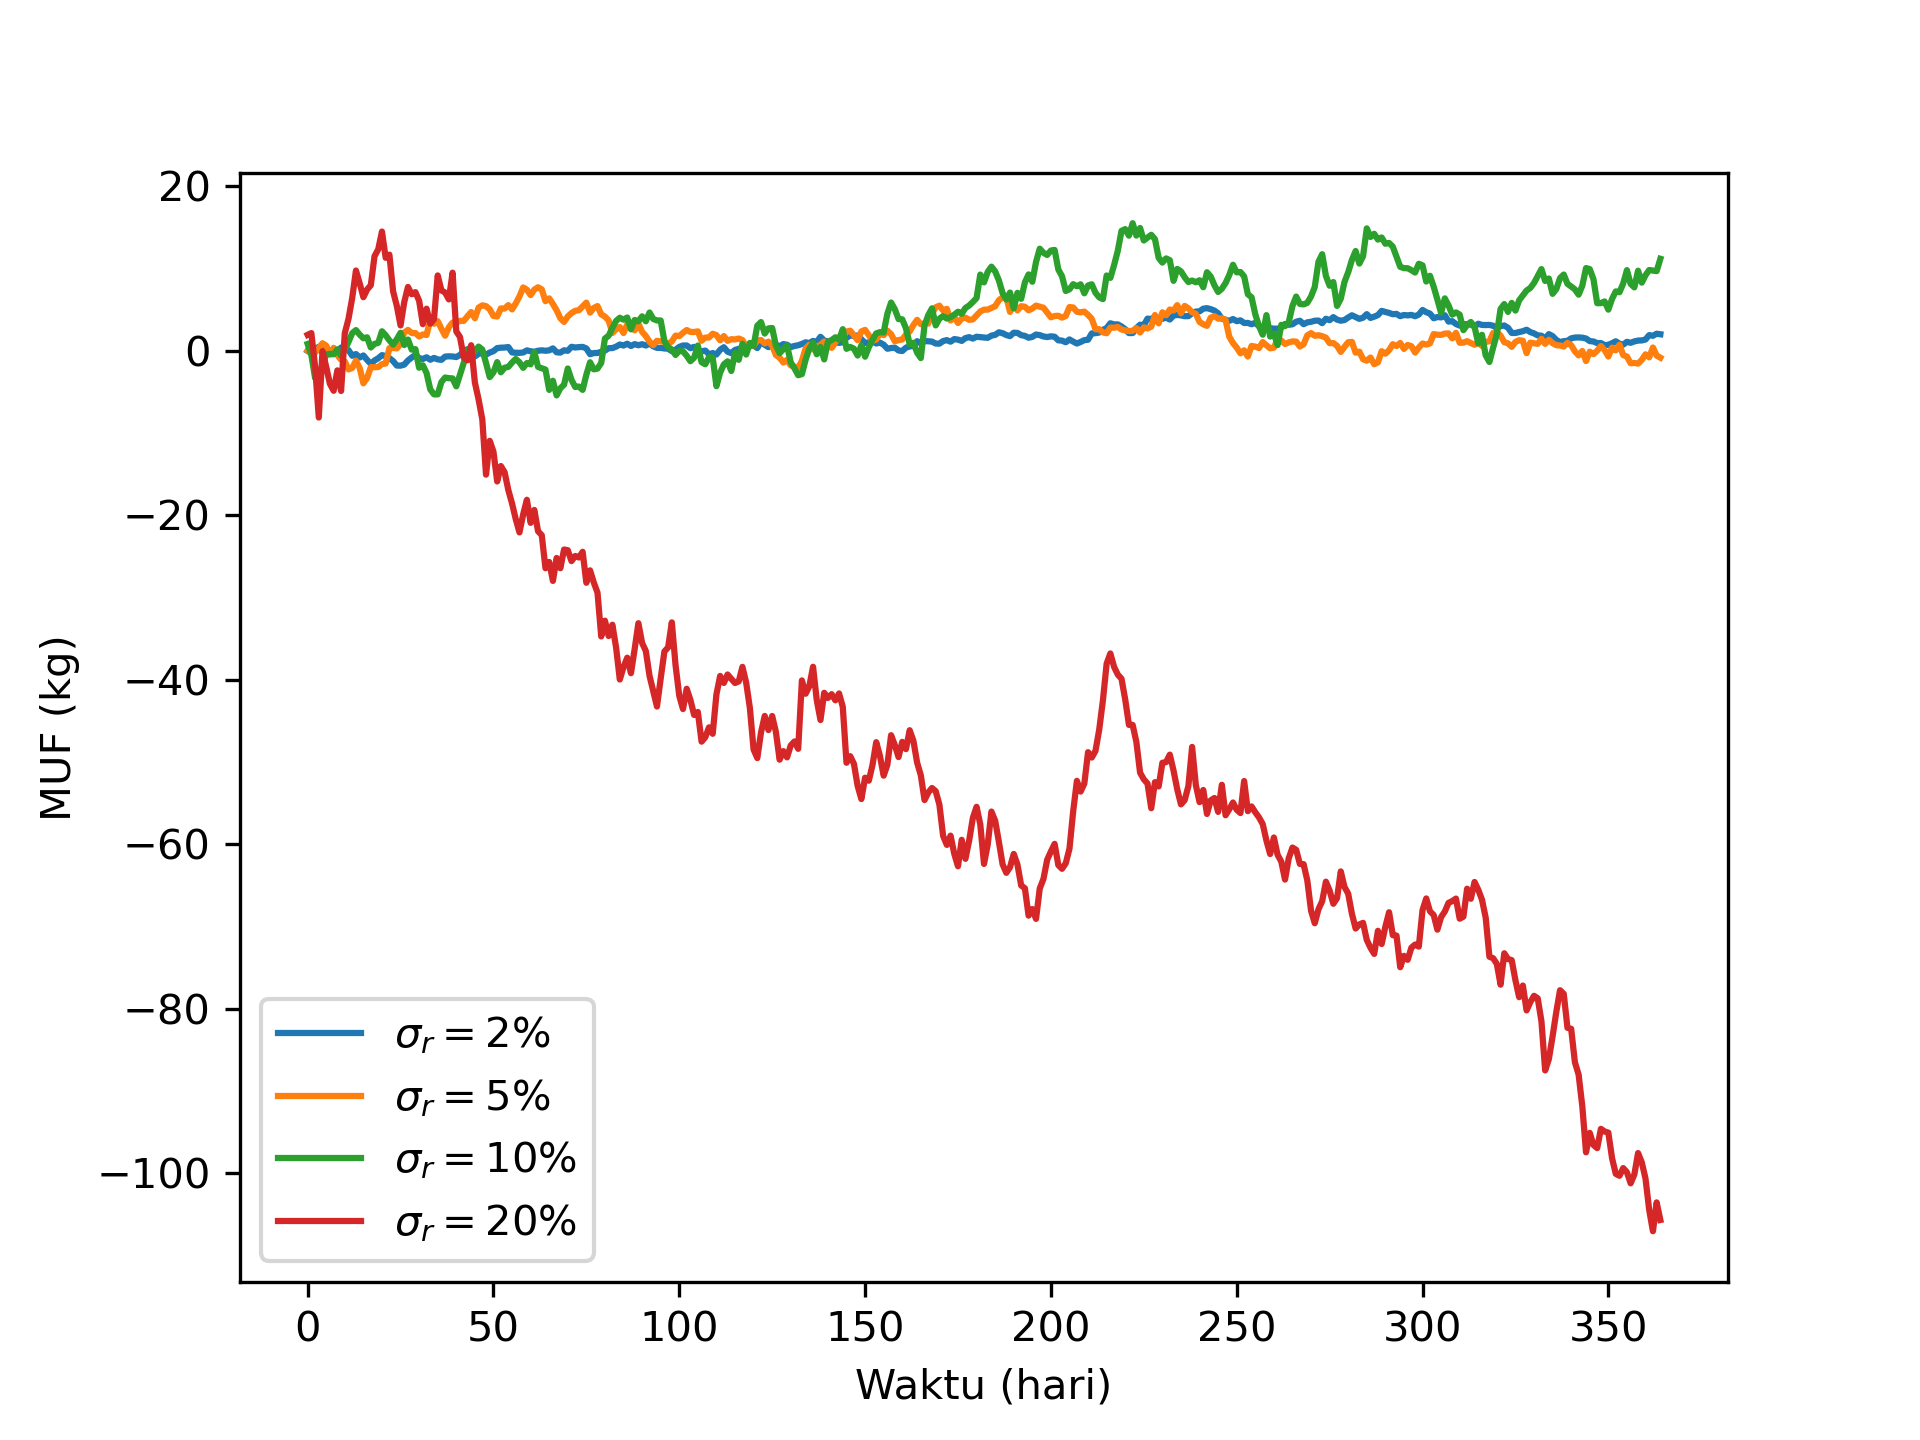 20
0
−20
−40
−60
−80
−100
MUF (kg)
σr = 2%
σr = 5%
σr = 10%
σr = 20%
0 50 100 150 200 250 300 350
Waktu (hari)